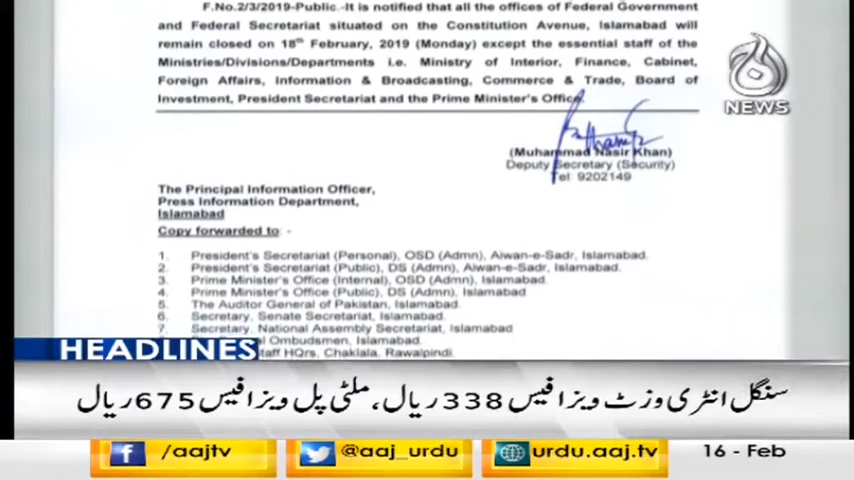 F.No.2/3/2019-Public.-It is notified that all the offices of Federal Government
and Federal Secretariat situated on the Constitution Avenue, Islamabad will
remain closed on 18th February, 2019 (Monday) except the essential staff of the
Ministries/Divisions/Departments i.e. Ministry of Interior, Finance, Cabinet,
Foreign Affairs, Information & Broadcasting, Commerce & Trade, Board of
Investment, President Secretariat and the Prime Minister's Office.
NEWS
(Muhammad Nasir Khan)
Deputy Secretary (Security)
Tel: 9202149
The Principal Information Officer,
Press Information Department,
Islamabad
Copy forwarded to: -
1. President's Secretariat (Personal), OSD (Admn), Aiwan-e-Sadr, Islamabad.
2. President's Secretariat (Public), DS (Admn), Aiwan-e-Sadr, Islamabad.
3. Prime Minister's Office (Internal), OSD (Admn), Islamabad.
4. Prime Minister's Office (Public), DS (Admn), Islamabad
5. The Auditor General of Pakistan, Islamabad.
6. Secretary, Senate Secretariat, Islamabad.
7. Secretary, National Assembly Secretariat, Islamabad
al Ombudsmen, Islamabad.
taff HQrs, Chaklala, Rawalpindi.
HEADLINES
سنگل انٹری وزٹ ویزا فیس 338 ریال، ملٹی پل ویزا فیس 675 ریال
/aajtv
@aaj_urdu
urdu.aaj.tv
16 - Feb